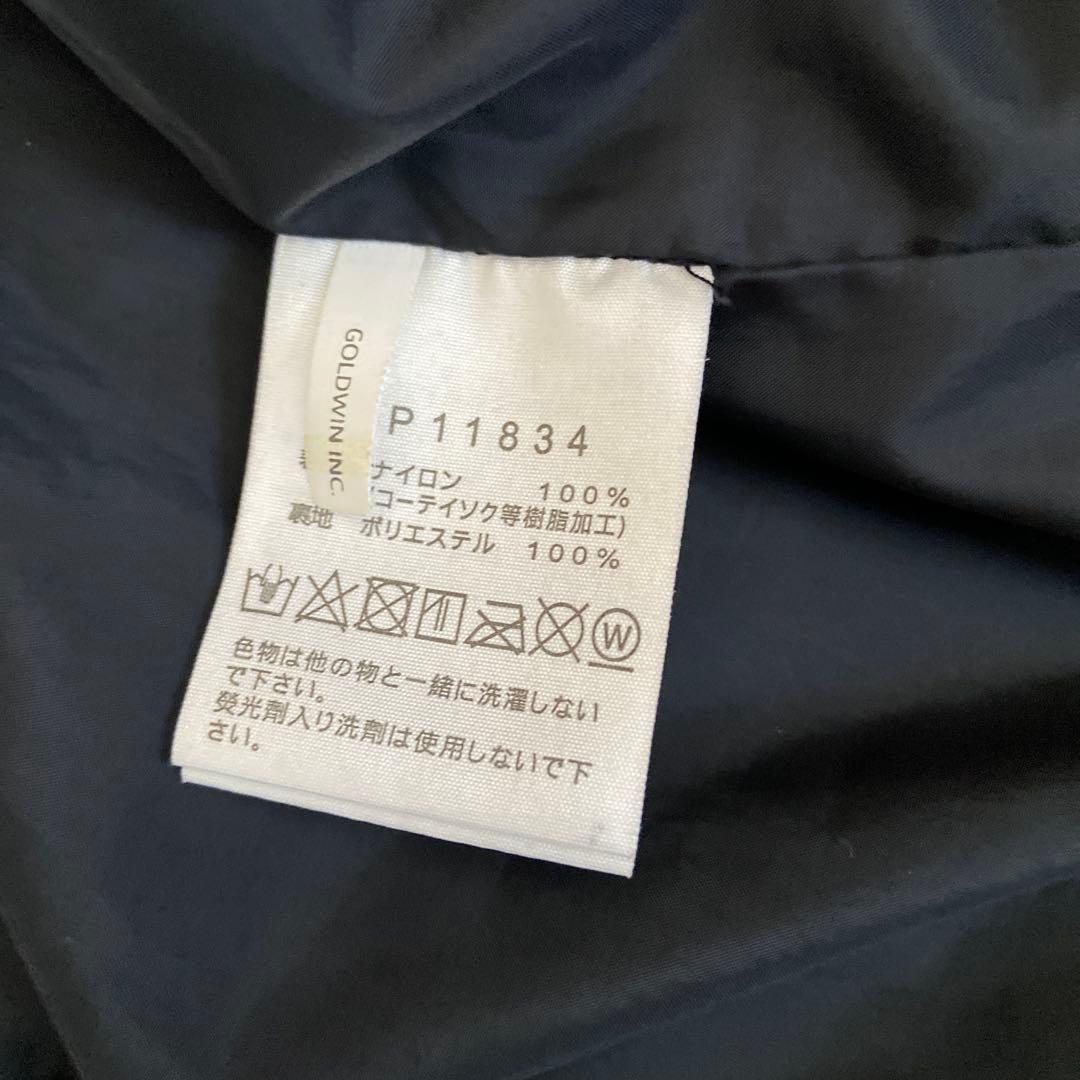 GOLDWIN INC.
P11834
ナイロン 100%
コーテイソク等樹脂加工)
裏地 ポリエステル 100%
W
色物は他の物と一緒に洗濯しない
で下さい。
熒光剤入り洗剤は使用しないで下
さい。